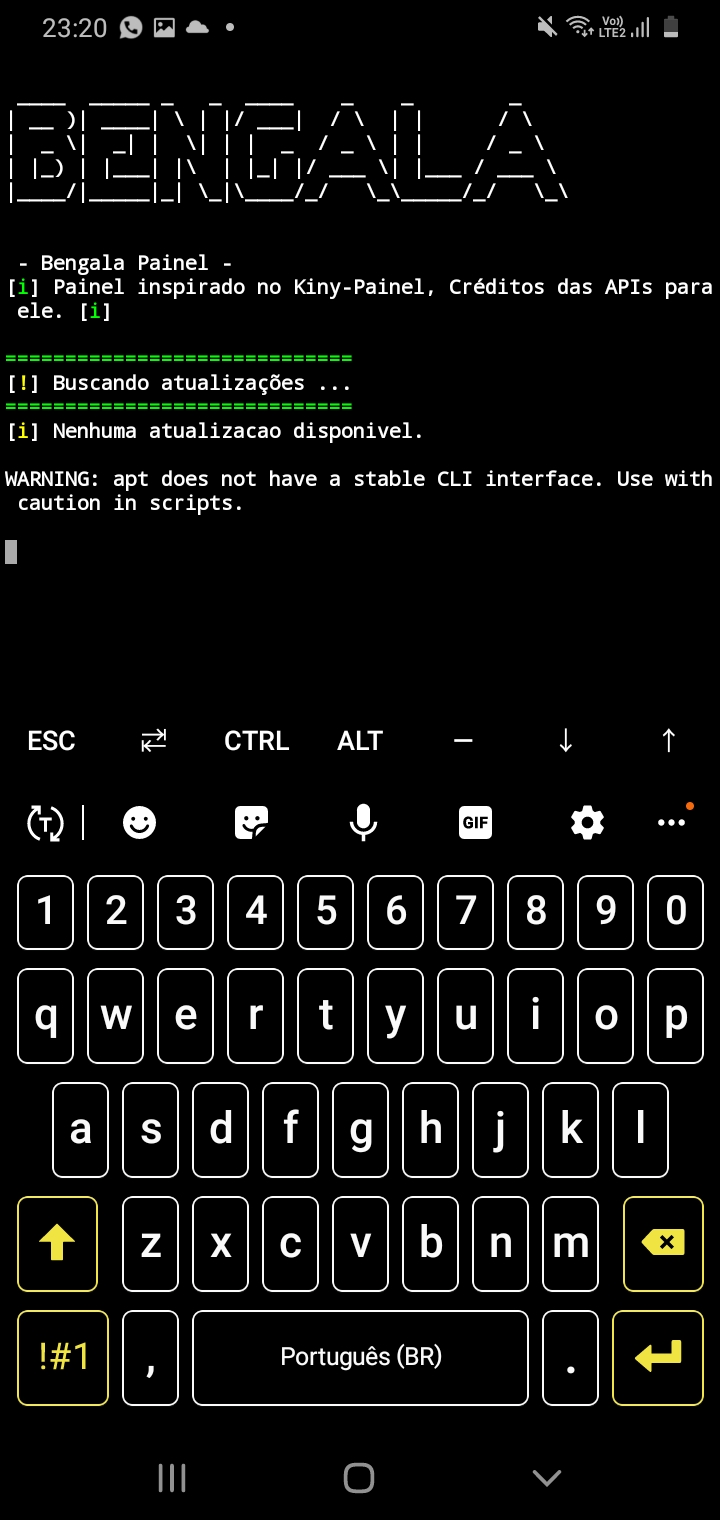 23:20
Vo))
LTE2
BENGALA
- Bengala Painel -
[i] Painel inspirado no Kiny-Painel, Créditos das APIs para
ele. [i]
=============================
[!] Buscando atualizações ...
=============================
[i] Nenhuma atualizacao disponivel.
WARNING: apt does not have a stable CLI interface. Use with
caution in scripts.
ESC CTRL ALT — ↓ ↑
T GIF
1 2 3 4 5 6 7 8 9 0
q w e r t y u i o p
a s d f g h j k l
z x c v b n m
!#1 , Português (BR) .